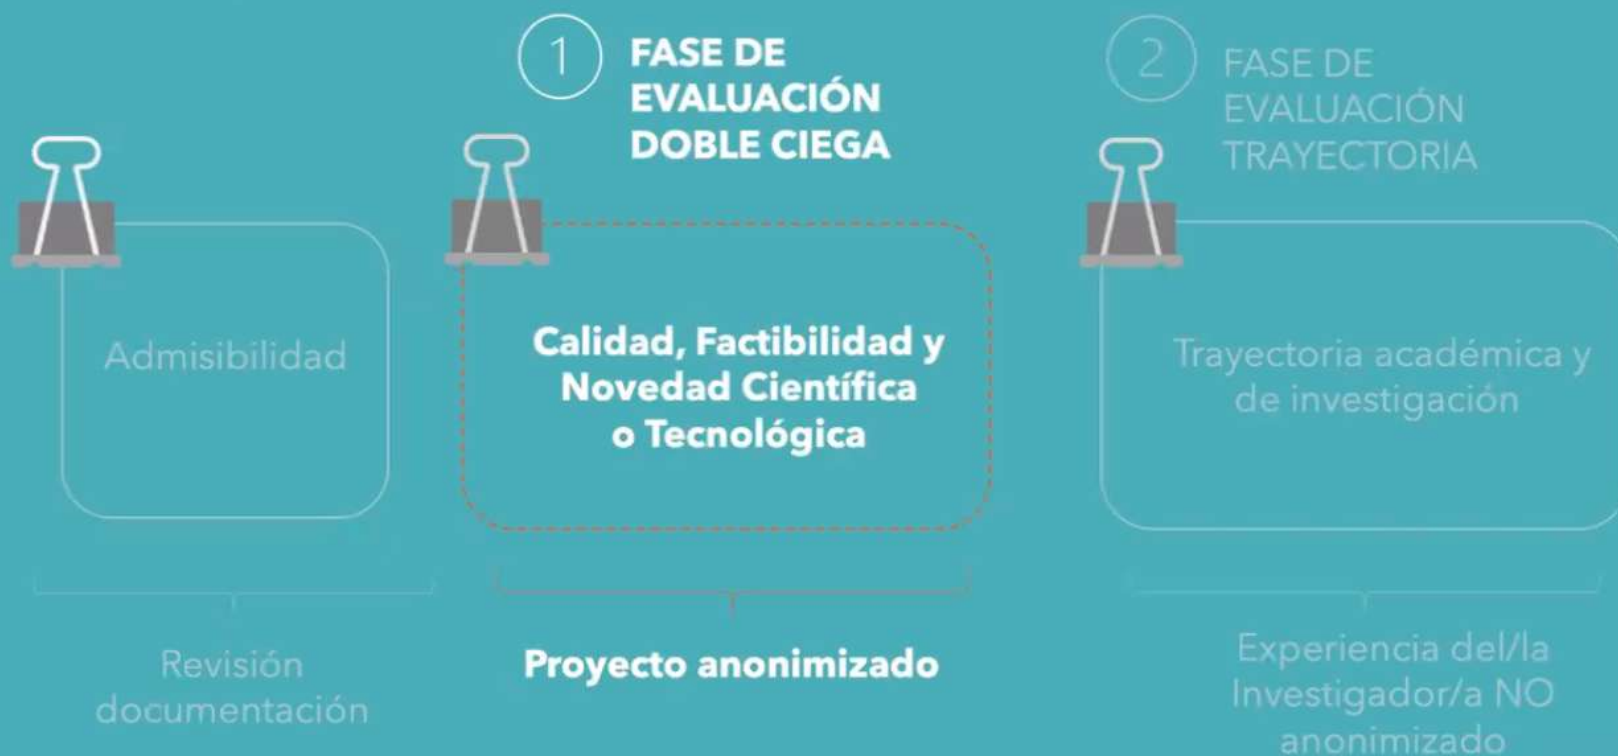 1
FASE DE
EVALUACIÓN
DOBLE CIEGA
2
FASE DE
EVALUACIÓN
TRAYECTORIA
Admisibilidad
Calidad, Factibilidad y
Novedad Científica
o Tecnológica
Trayectoria académica y
de investigación
Revisión
documentación
Proyecto anonimizado
Experiencia del/la
Investigador/a NO
anonimizado